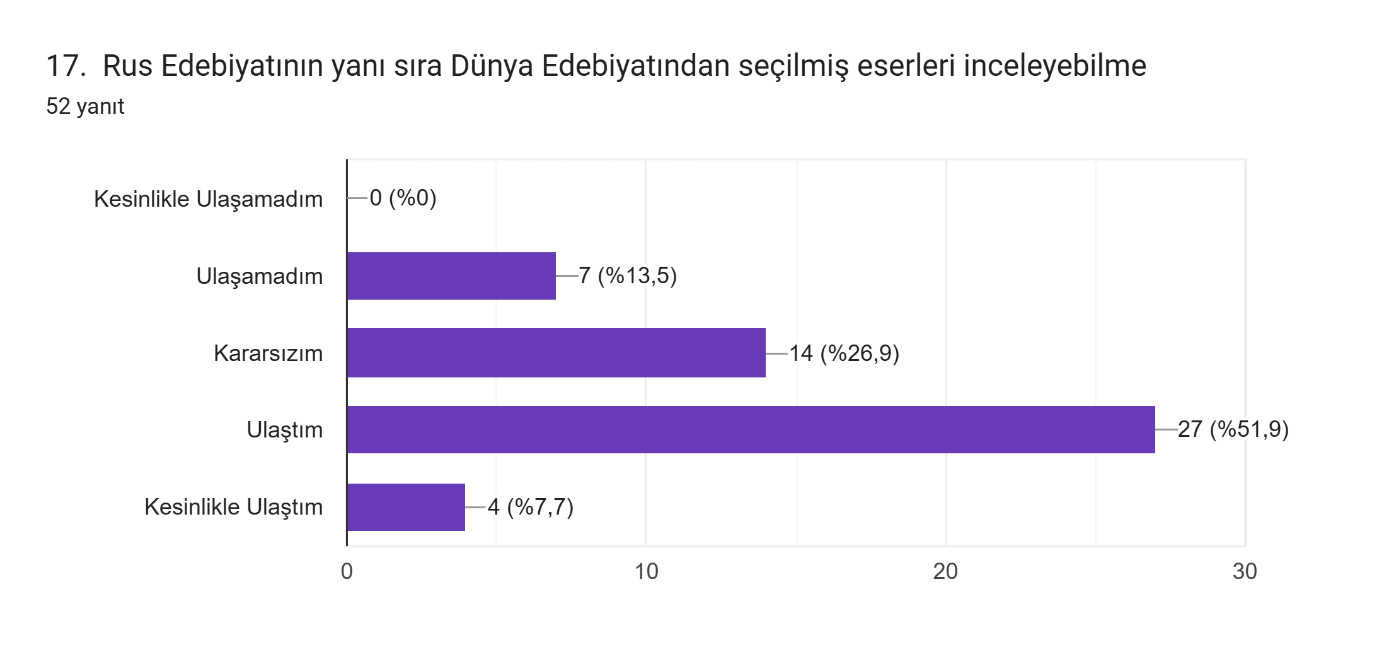 17.  Rus Edebiyatının yanı sıra Dünya Edebiyatından seçilmiş eserleri inceleyebilme
52 yanıt
Kesinlikle Ulaşamadım 0 (%0)
Ulaşamadım 7 (%13,5)
Kararsızım 14 (%26,9)
Ulaştım 27 (%51,9)
Kesinlikle Ulaştım 4 (%7,7)
0 10 20 30